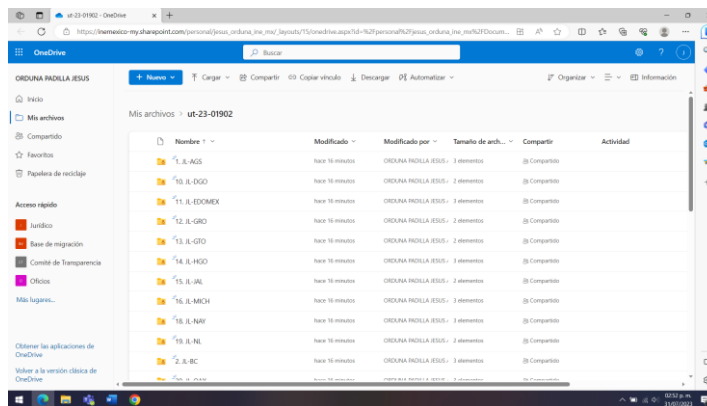 ut-23-01902 - OneDrive
https://inemexico-my.sharepoint.com/personal/jesus_orduna_ine_mx/_layouts/15/onedrive.aspx?id=%2Fpersonal%2Fjesus_orduna_ine_mx%2FDocum...
OneDrive
Buscar
ORDUNA PADILLA JESUS
Inicio
Mis archivos
Compartido
Favoritos
Papelera de reciclaje
Acceso rápido
Jurídico
Base de migración
Comité de Transparencia
Oficios
Más lugares...
Obtener las aplicaciones de
OneDrive
Volver a la versión clásica de
OneDrive
+ Nuevo Cargar Compartir Copiar vínculo Descargar Automatizar Organizar Información
Mis archivos > ut-23-01902
Nombre ↑ Modificado Modificado por Tamaño de arch... Compartir Actividad
1. JL-AGS hace 16 minutos ORDUNA PADILLA JESUS 3 elementos Compartido
10. JL-DGO hace 16 minutos ORDUNA PADILLA JESUS 2 elementos Compartido
11. JL-EDOMEX hace 16 minutos ORDUNA PADILLA JESUS 3 elementos Compartido
12. JL-GRO hace 16 minutos ORDUNA PADILLA JESUS 2 elementos Compartido
13. JL-GTO hace 16 minutos ORDUNA PADILLA JESUS 2 elementos Compartido
14. JL-HGO hace 16 minutos ORDUNA PADILLA JESUS 3 elementos Compartido
15. JL-JAL hace 16 minutos ORDUNA PADILLA JESUS 2 elementos Compartido
16. JL-MICH hace 16 minutos ORDUNA PADILLA JESUS 3 elementos Compartido
18. JL-NAY hace 16 minutos ORDUNA PADILLA JESUS 3 elementos Compartido
19. JL-NL hace 16 minutos ORDUNA PADILLA JESUS 2 elementos Compartido
2. JL-BC hace 16 minutos ORDUNA PADILLA JESUS 2 elementos Compartido
02:52 p. m.
31/07/2023